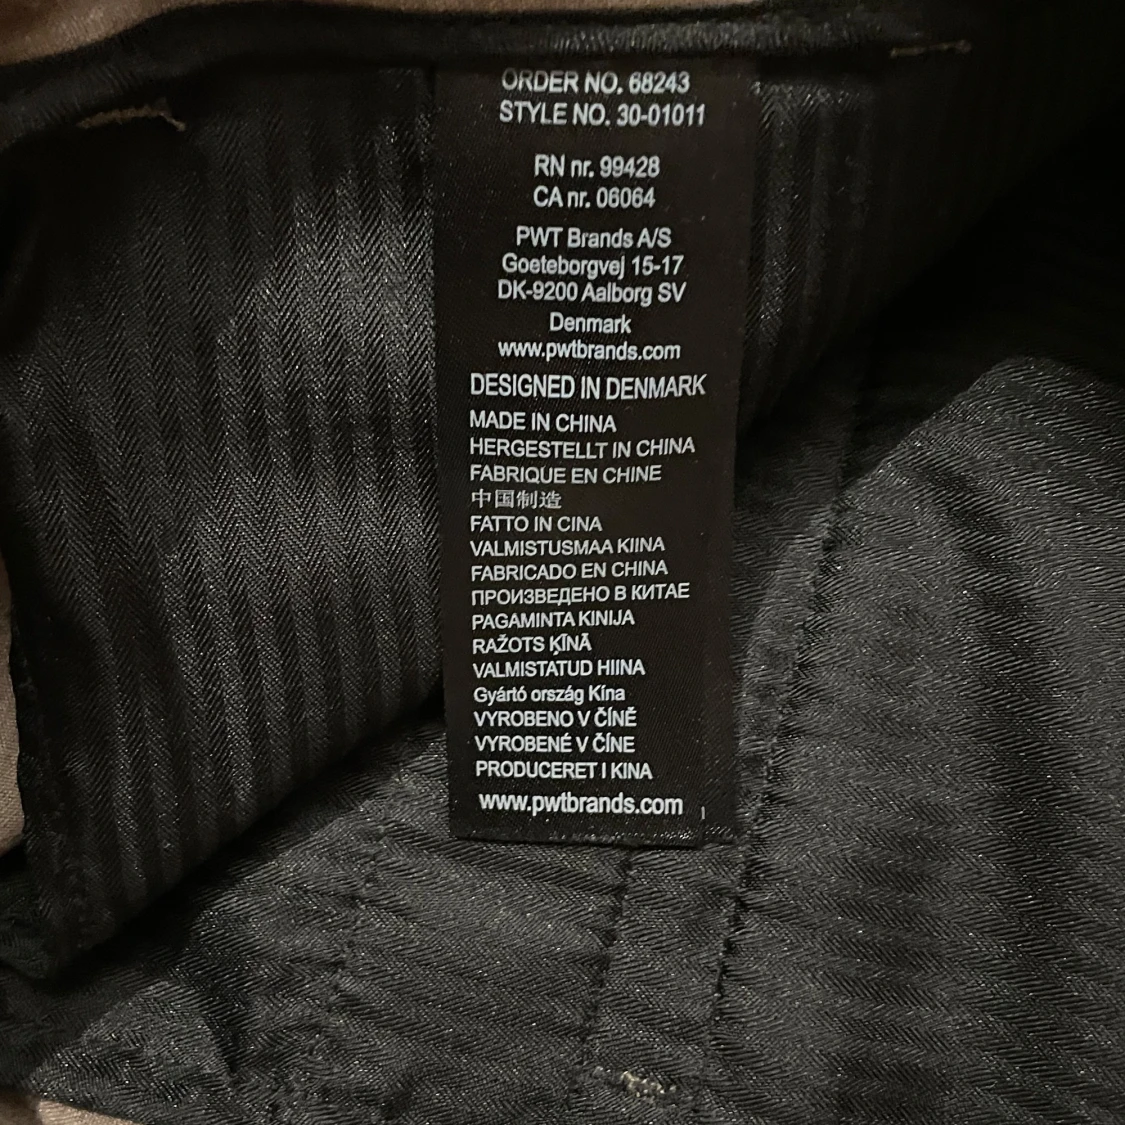 ORDER NO. 68243
STYLE NO. 30-01011
RN nr. 99428
CA nr. 06064
PWT Brands A/S
Goeteborgvej 15-17
DK-9200 Aalborg SV
Denmark
www.pwtbrands.com
DESIGNED IN DENMARK
MADE IN CHINA
HERGESTELLT IN CHINA
FABRIQUE EN CHINE
中国制造
FATTO IN CINA
VALMISTUSMAA KIINA
FABRICADO EN CHINA
ПРОИЗВЕДЕНО В КИТАЕ
PAGAMINTA KINIJA
RAŽOTS ĶĪNĀ
VALMISTATUD HIINA
Gyártó ország Kína
VYROBENO V ČÍNĚ
VYROBENÉ V ČÍNE
PRODUCERET I KINA
www.pwtbrands.com